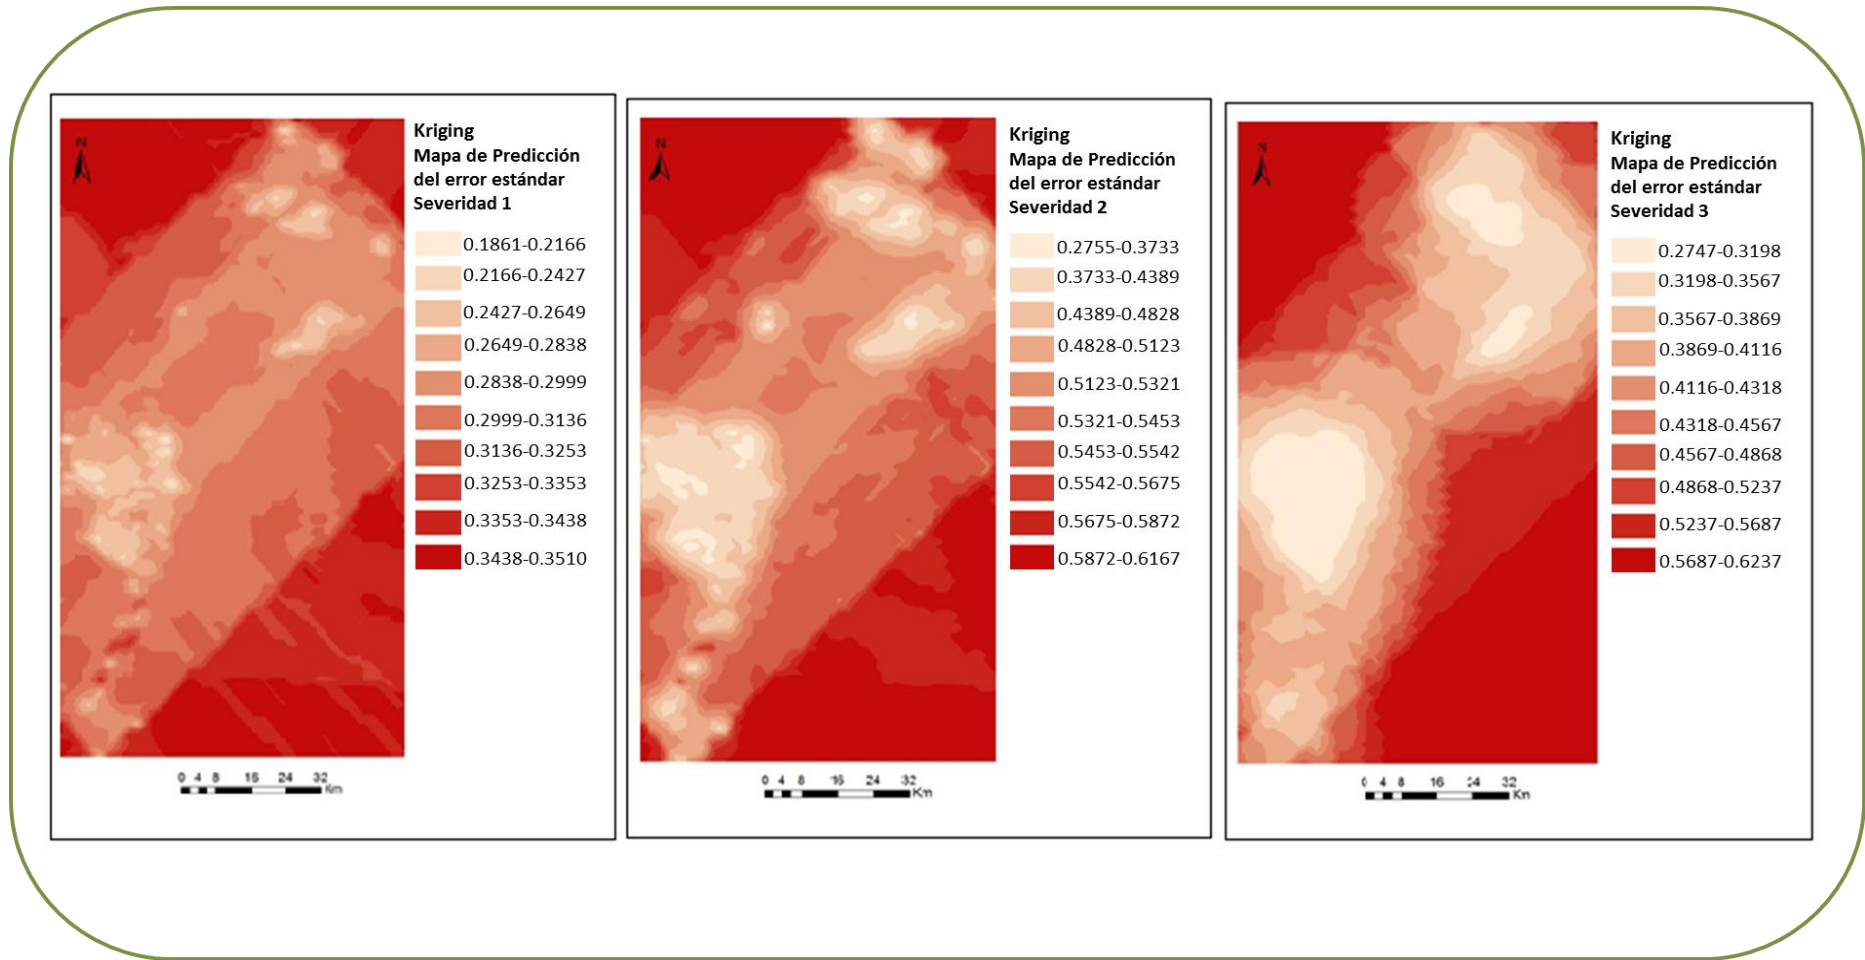 N
Kriging
Mapa de Predicción
del error estándar
Severidad 1
0.1861-0.2166
0.2166-0.2427
0.2427-0.2649
0.2649-0.2838
0.2838-0.2999
0.2999-0.3136
0.3136-0.3253
0.3253-0.3353
0.3353-0.3438
0.3438-0.3510
0 4 8 16 24 32
Km
N
Kriging
Mapa de Predicción
del error estándar
Severidad 2
0.2755-0.3733
0.3733-0.4389
0.4389-0.4828
0.4828-0.5123
0.5123-0.5321
0.5321-0.5453
0.5453-0.5542
0.5542-0.5675
0.5675-0.5872
0.5872-0.6167
0 4 8 16 24 32
Km
N
Kriging
Mapa de Predicción
del error estándar
Severidad 3
0.2747-0.3198
0.3198-0.3567
0.3567-0.3869
0.3869-0.4116
0.4116-0.4318
0.4318-0.4567
0.4567-0.4868
0.4868-0.5237
0.5237-0.5687
0.5687-0.6237
0 4 8 16 24 32
Km